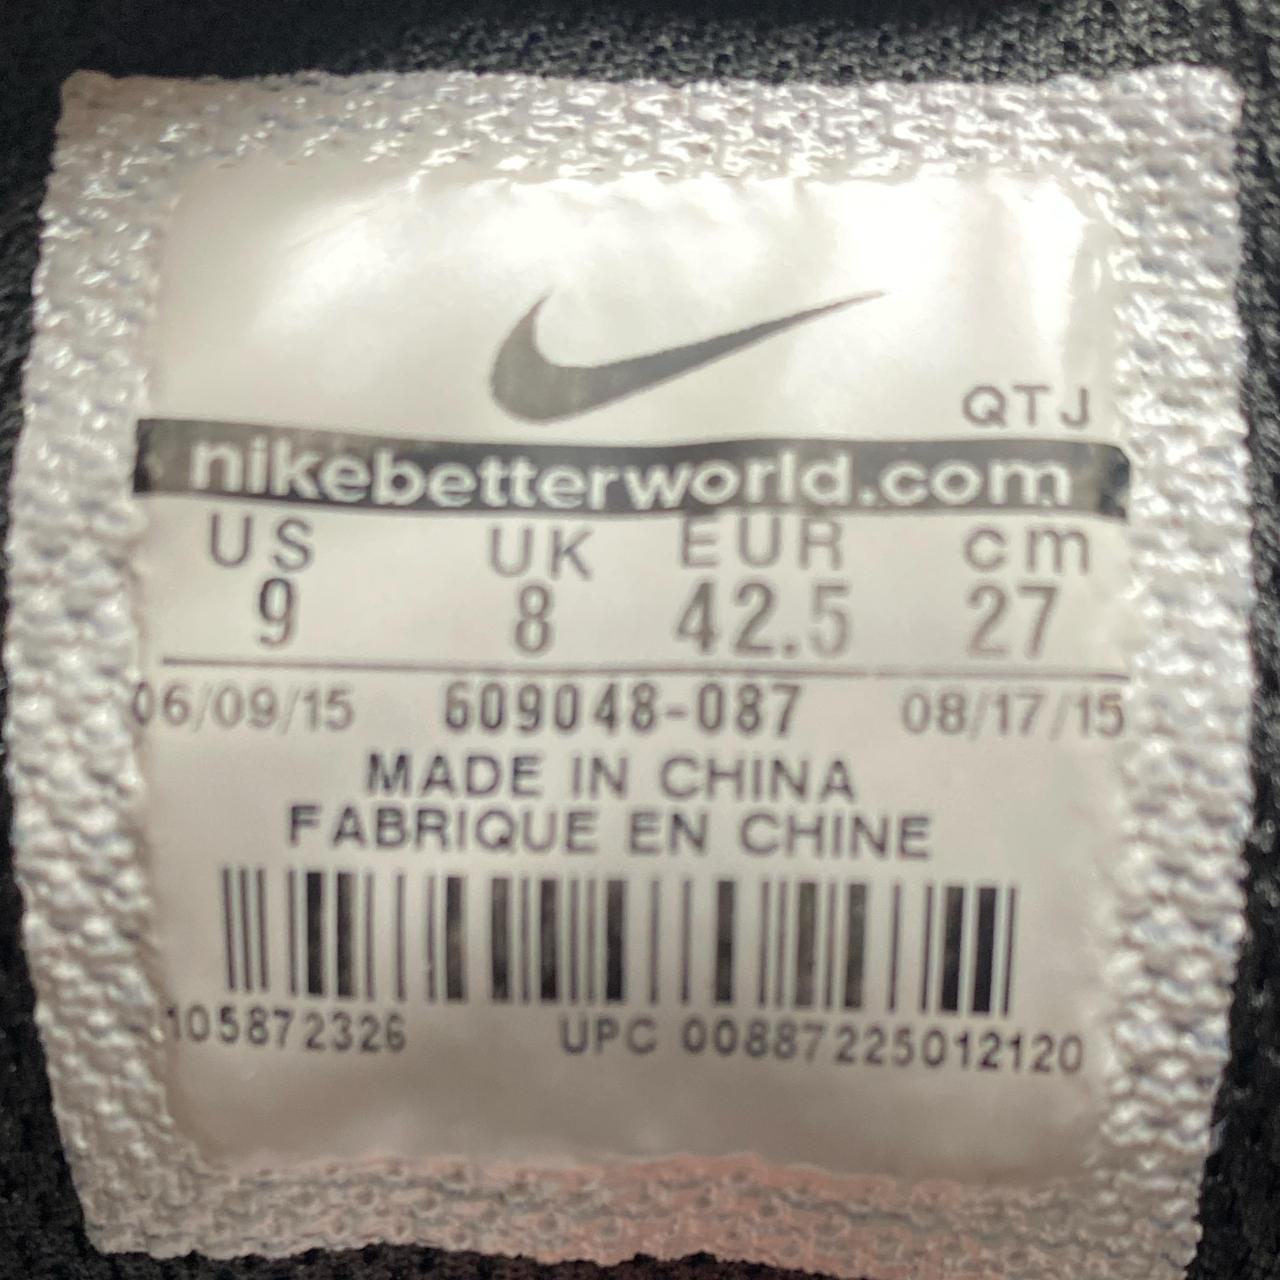 QTJ
nikebetterworld.com
US UK EUR cm
9 8 42.5 27
06/09/15 609048-087 08/17/15
MADE IN CHINA
FABRIQUE EN CHINE
105872326 UPC 00887225012120